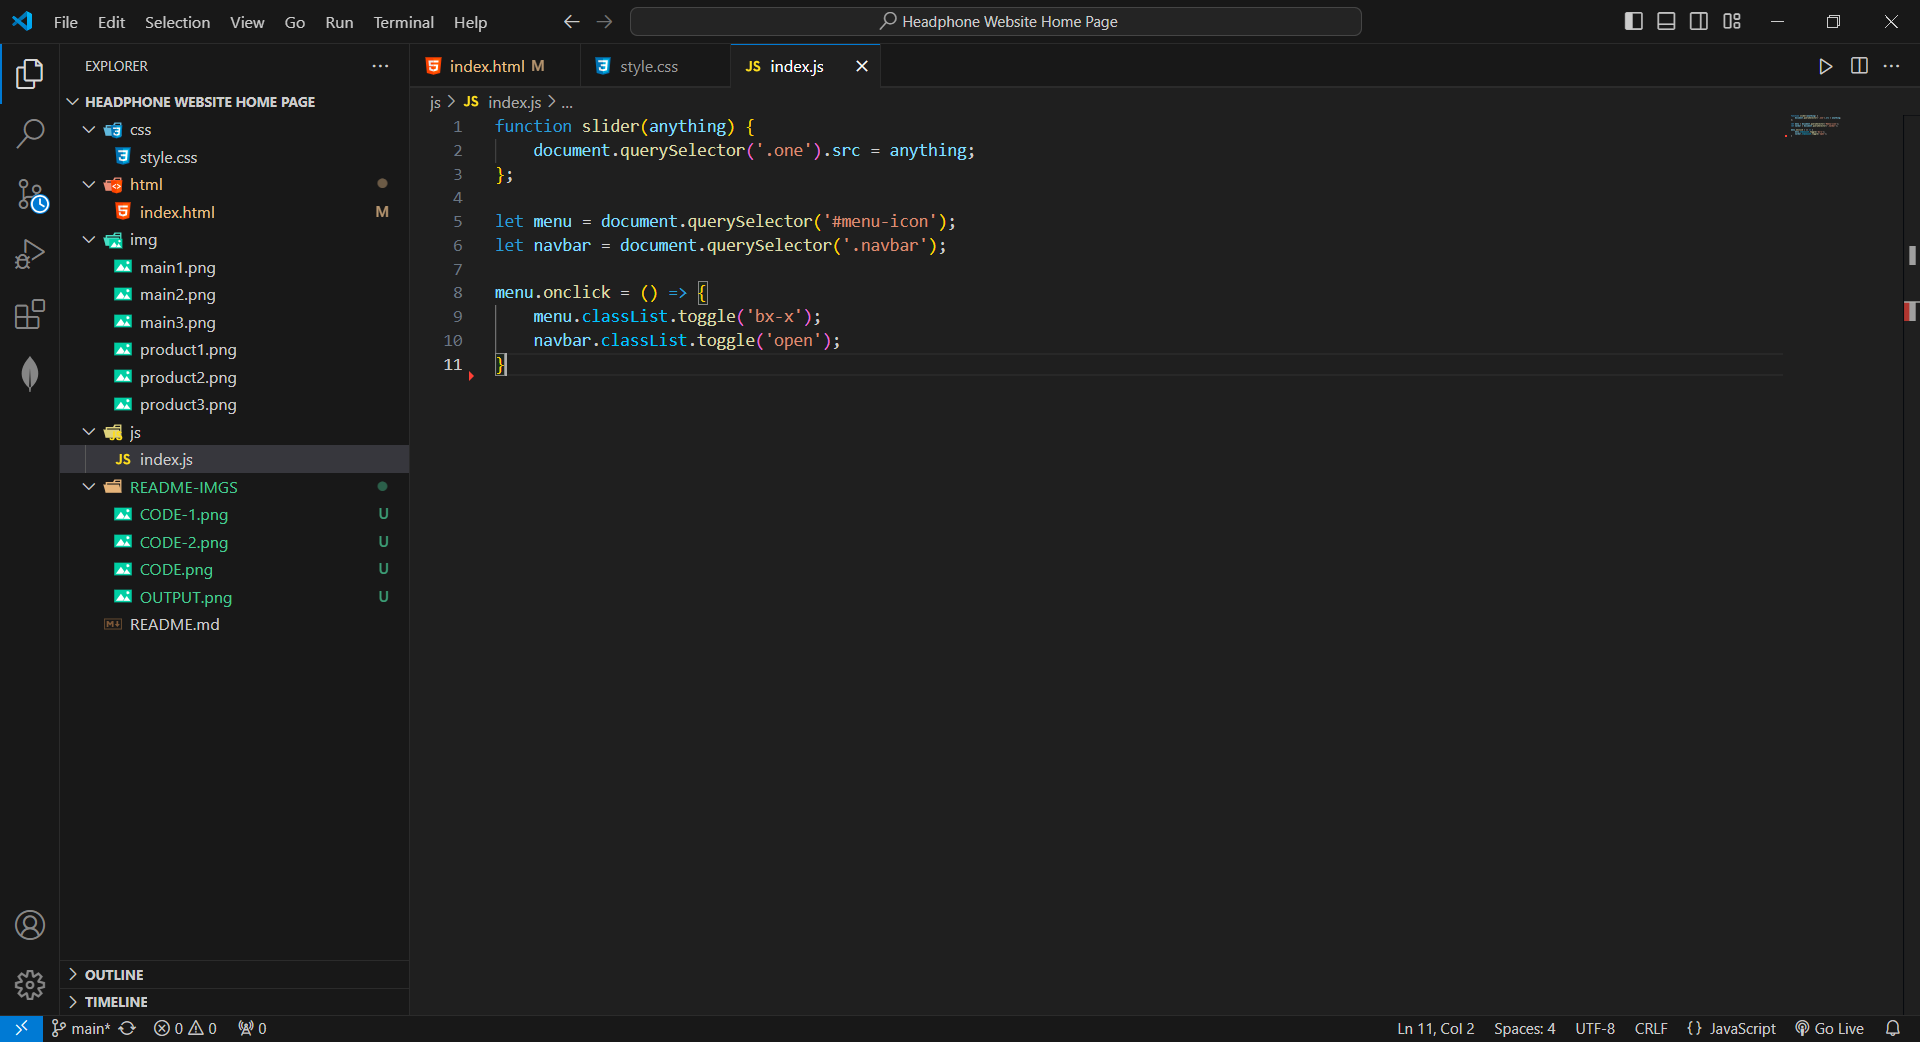 File Edit Selection View Go Run Terminal Help
Headphone Website Home Page
EXPLORER
HEADPHONE WEBSITE HOME PAGE
css
style.css
html
index.html M
img
main1.png
main2.png
main3.png
product1.png
product2.png
product3.png
js
JS index.js
README-IMGS
CODE-1.png U
CODE-2.png U
CODE.png U
OUTPUT.png U
README.md
OUTLINE
TIMELINE
index.html M
style.css
JS index.js
js > JS index.js > ...
1 function slider(anything) {
2 document.querySelector('.one').src = anything;
3 };
4
5 let menu = document.querySelector('#menu-icon');
6 let navbar = document.querySelector('.navbar');
7
8 menu.onclick = () => {
9 menu.classList.toggle('bx-x');
10 navbar.classList.toggle('open');
11 }
main* 0 0 0 Ln 11, Col 2 Spaces: 4 UTF-8 CRLF {} JavaScript Go Live